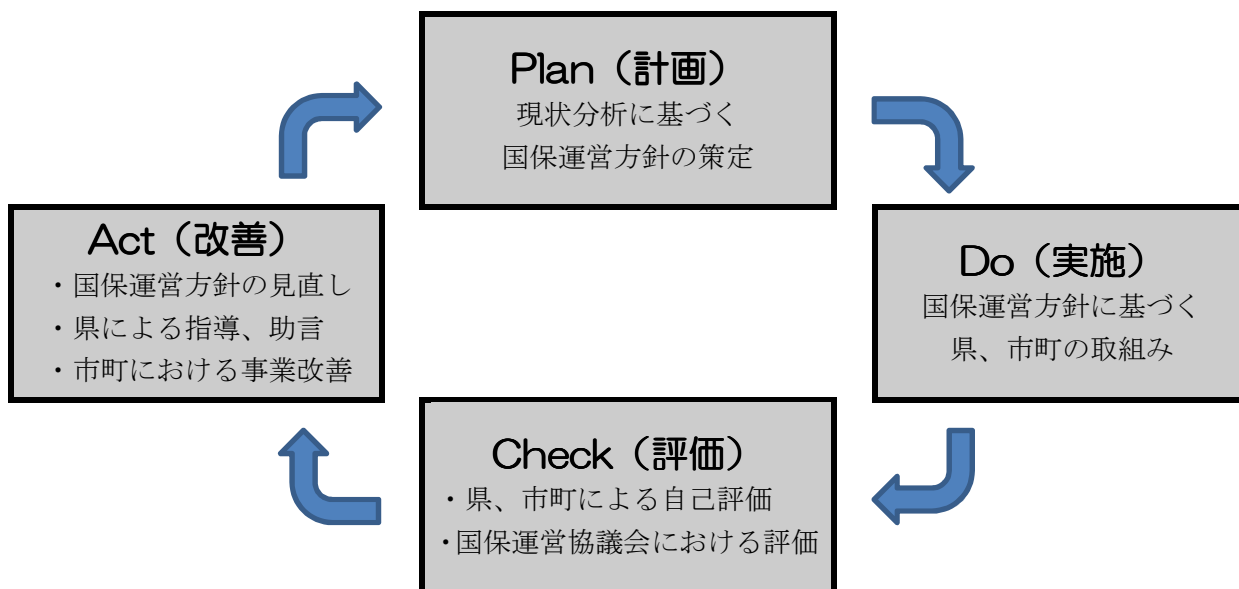 Plan（計画）
現状分析に基づく
国保運営方針の策定
Do（実施）
国保運営方針に基づく
県、市町の取組み
Check（評価）
・県、市町による自己評価
・国保運営協議会における評価
Act（改善）
・国保運営方針の見直し
・県による指導、助言
・市町における事業改善